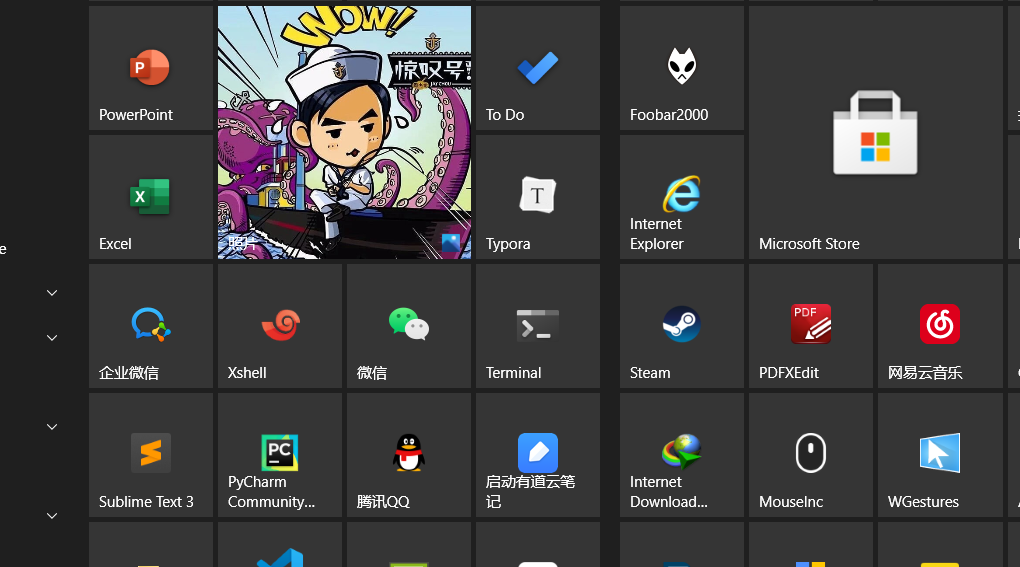 WOW!
惊叹号
JAY CHOU
P
PowerPoint
To Do
Foobar2000
X
Excel
照片
T
Typora
Internet
Explorer
Microsoft Store
e
企业微信
Xshell
微信
Terminal
Steam
PDF
PDFXEdit
网易云音乐
Sublime Text 3
PC
PyCharm
Community...
腾讯QQ
启动有道云笔
记
Internet
Download...
MouseInc
WGestures